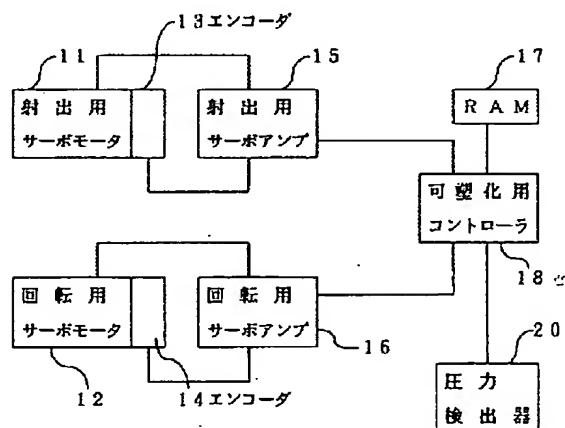 13エンコーダ
11
15
17
射出用
サーボモータ
射出用
サーボアンプ
RAM
可塑化用
コントローラ
18
回転用
サーボモータ
回転用
サーボアンプ
20
16
12
14エンコーダ
圧力
検出器